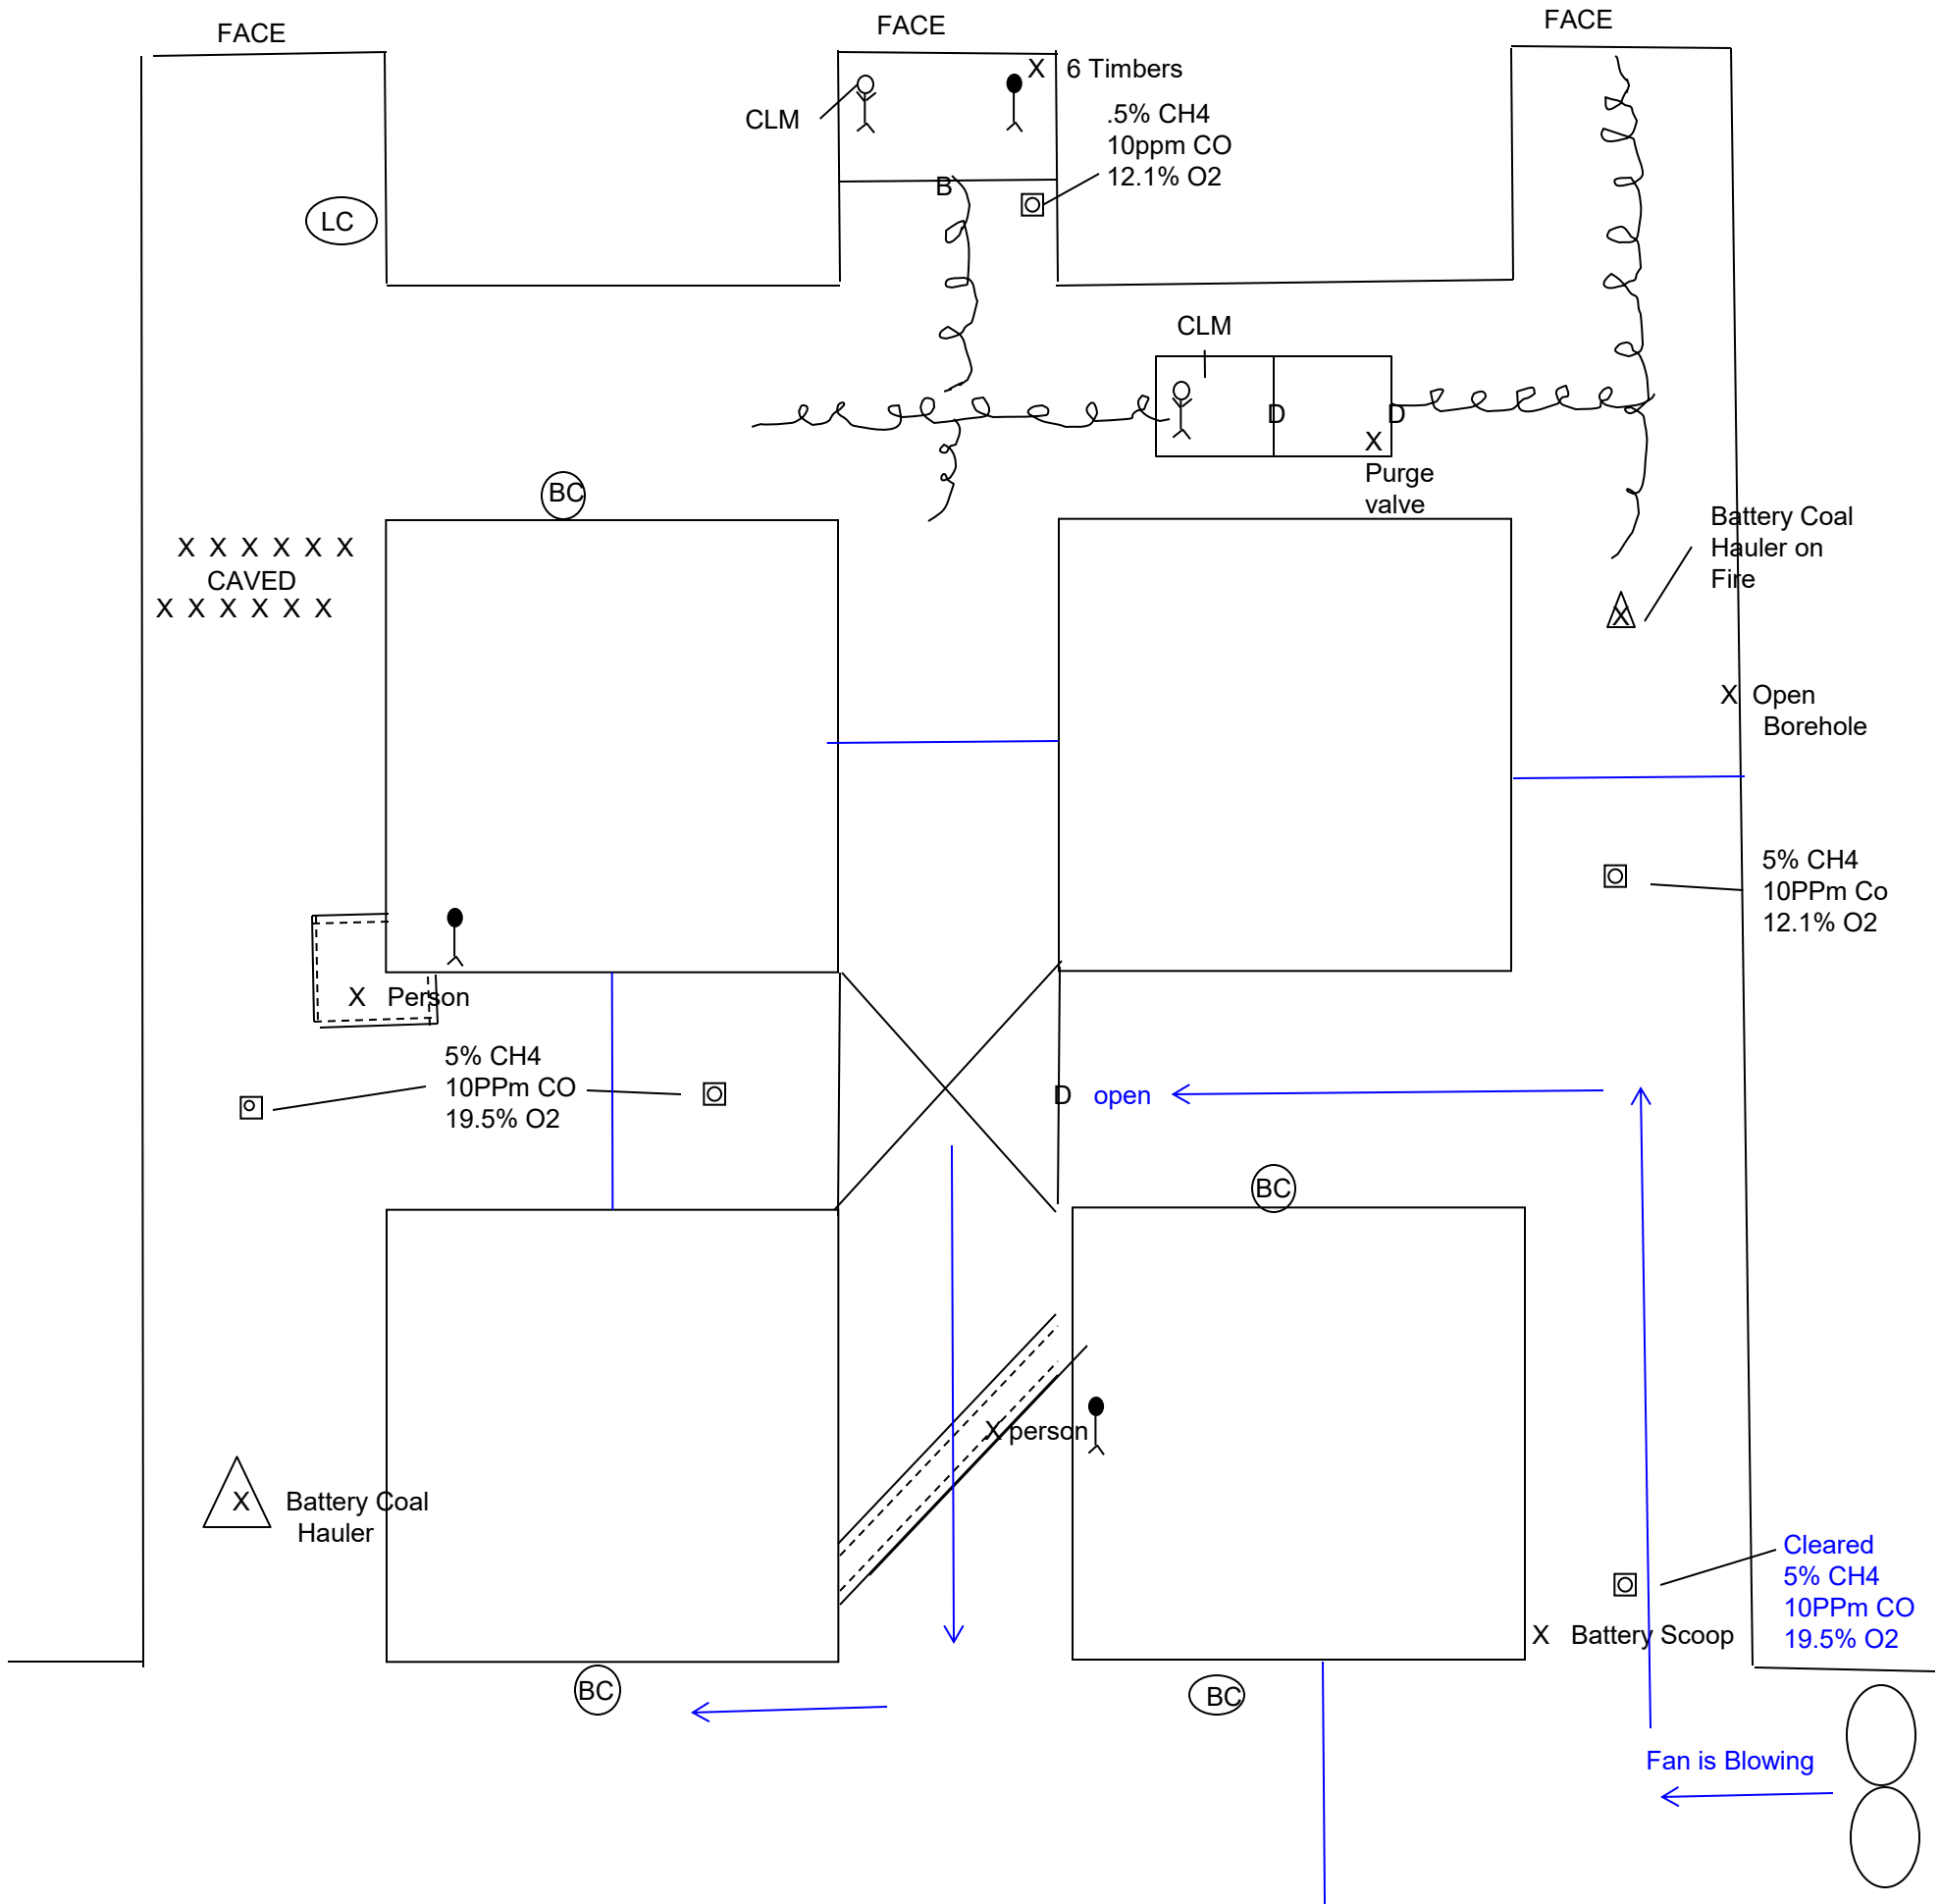 FACE
FACE
FACE
X 6 Timbers
CLM
.5% CH4
10ppm CO
12.1% O2
B
LC
CLM
D
D
X
Purge
valve
BC
Battery Coal
Hauler on
Fire
X
X X X X X X
CAVED
X X X X X X
X Open
Borehole
5% CH4
10PPm Co
12.1% O2
X Person
5% CH4
10PPm CO
19.5% O2
D open
BC
X person
X Battery Coal
Hauler
Cleared
5% CH4
10PPm CO
19.5% O2
X Battery Scoop
BC
BC
Fan is Blowing